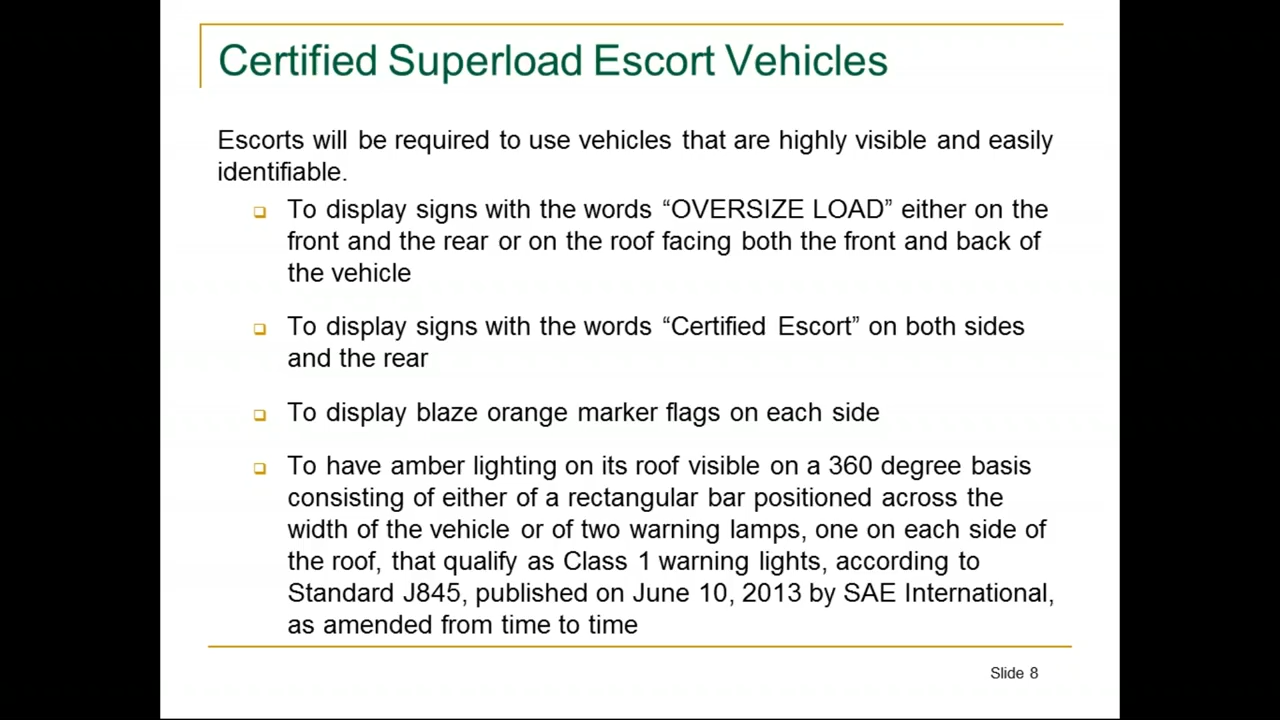 Certified Superload Escort Vehicles
Escorts will be required to use vehicles that are highly visible and easily
identifiable.
To display signs with the words “OVERSIZE LOAD” either on the
front and the rear or on the roof facing both the front and back of
the vehicle
To display signs with the words “Certified Escort” on both sides
and the rear
To display blaze orange marker flags on each side
To have amber lighting on its roof visible on a 360 degree basis
consisting of either of a rectangular bar positioned across the
width of the vehicle or of two warning lamps, one on each side of
the roof, that qualify as Class 1 warning lights, according to
Standard J845, published on June 10, 2013 by SAE International,
as amended from time to time
Slide 8